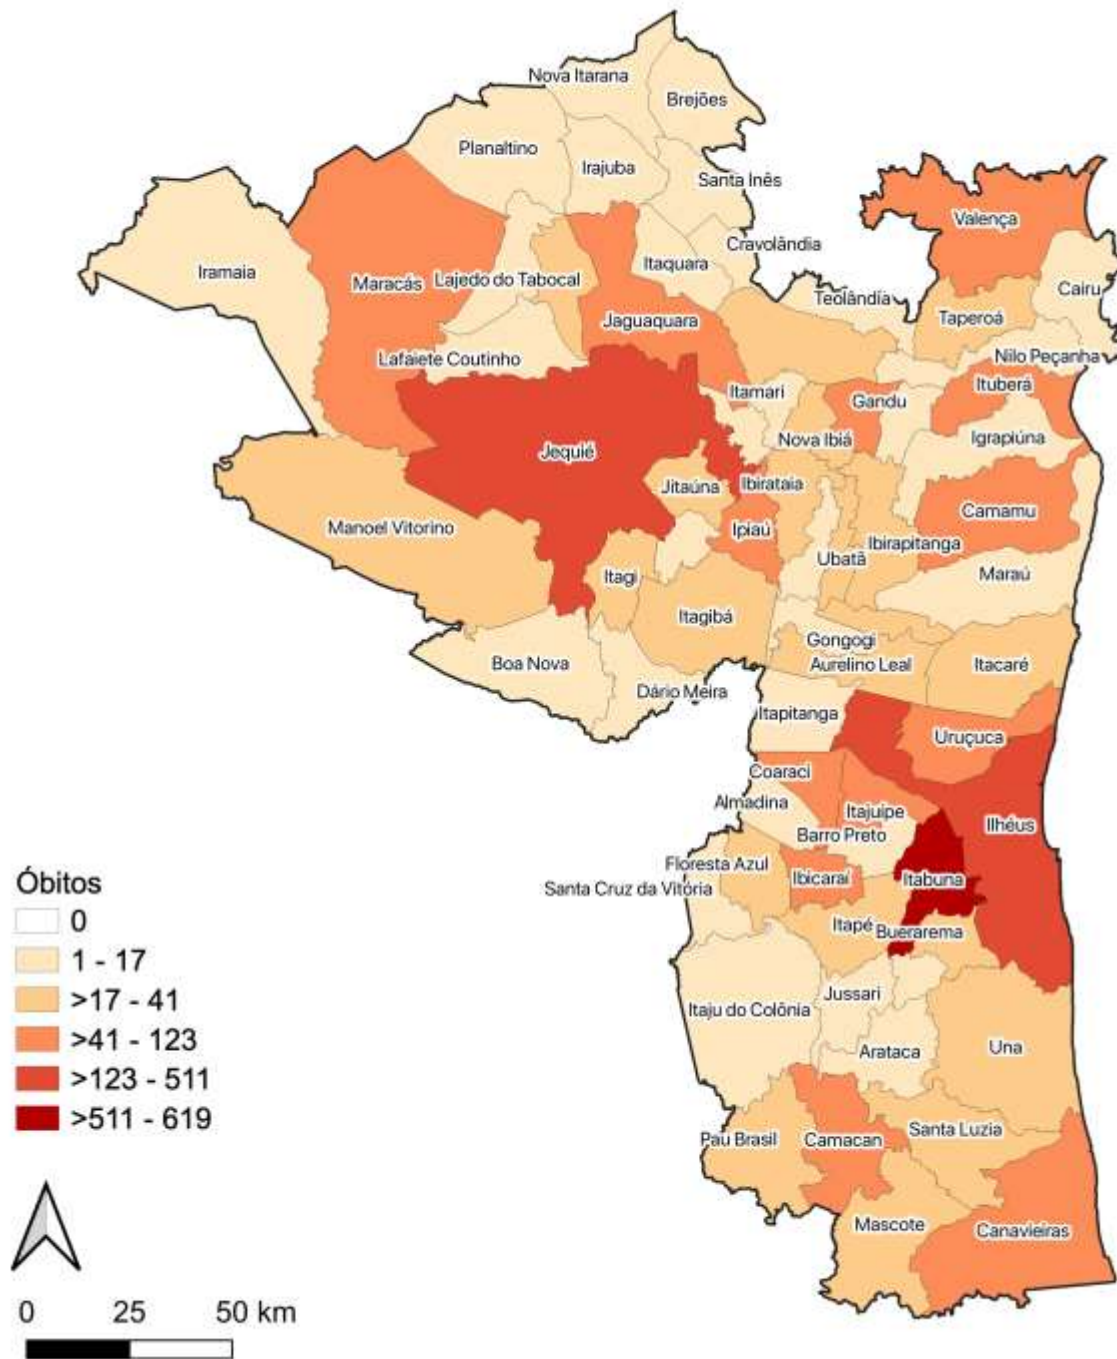 Nova Itarana
Brejões
Planaltino
Irajuba
Santa Inês
Valença
Cravolândia
Iramaia
Itaquara
Lajedo do Tabocal
Maracás
Cairu
Teolândia
Taperoá
Jaguaquara
Nilo Peçanha
Lafaiete Coutinho
Ituberá
Itamari
Gandu
Nova Ibiá
Igrapiúna
Jequié
Jitaúna
Ibirataia
Camamu
Manoel Vitorino
Ipiaú
Ibirapitanga
Ubatã
Maraú
Itagi
Itagibá
Gongogi
Boa Nova
Aurelino Leal
Itacaré
Dário Meira
Itapitanga
Uruçuca
Coaraci
Almadina
Itajuipe
Ilhéus
Barro Preto
Floresta Azul
Ibicaraí
Itabuna
Santa Cruz da Vitória
Itapé
Buerarema
Jussari
Itaju do Colônia
Una
Arataca
Santa Luzia
Pau Brasil
Camacan
Mascote
Canavieiras
Óbitos
0
1 - 17
>17 - 41
>41 - 123
>123 - 511
>511 - 619
0 25 50 km